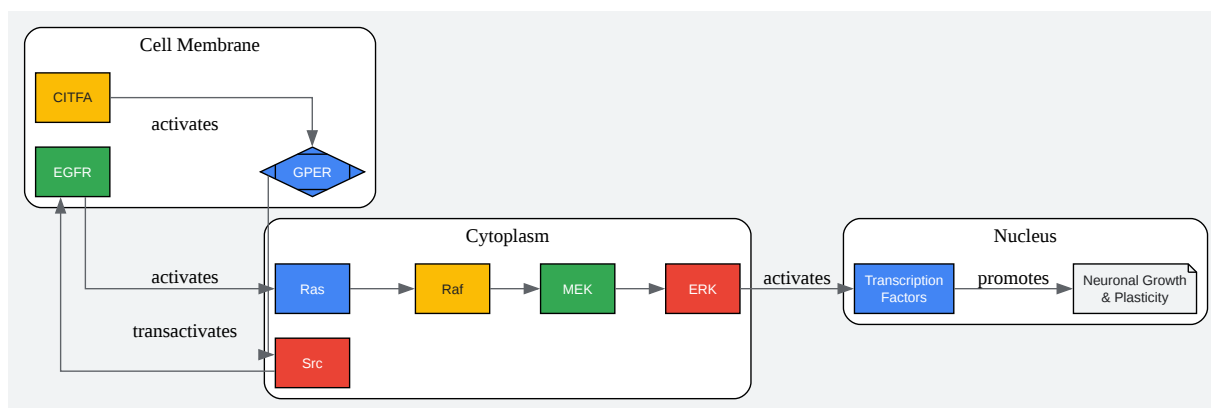 Cell Membrane
CITFA
activates
EGFR
GPER
Cytoplasm
Nucleus
activates
Ras
Raf
MEK
ERK
activates
Transcription
Factors
promotes
Neuronal Growth
& Plasticity
transactivates
Src